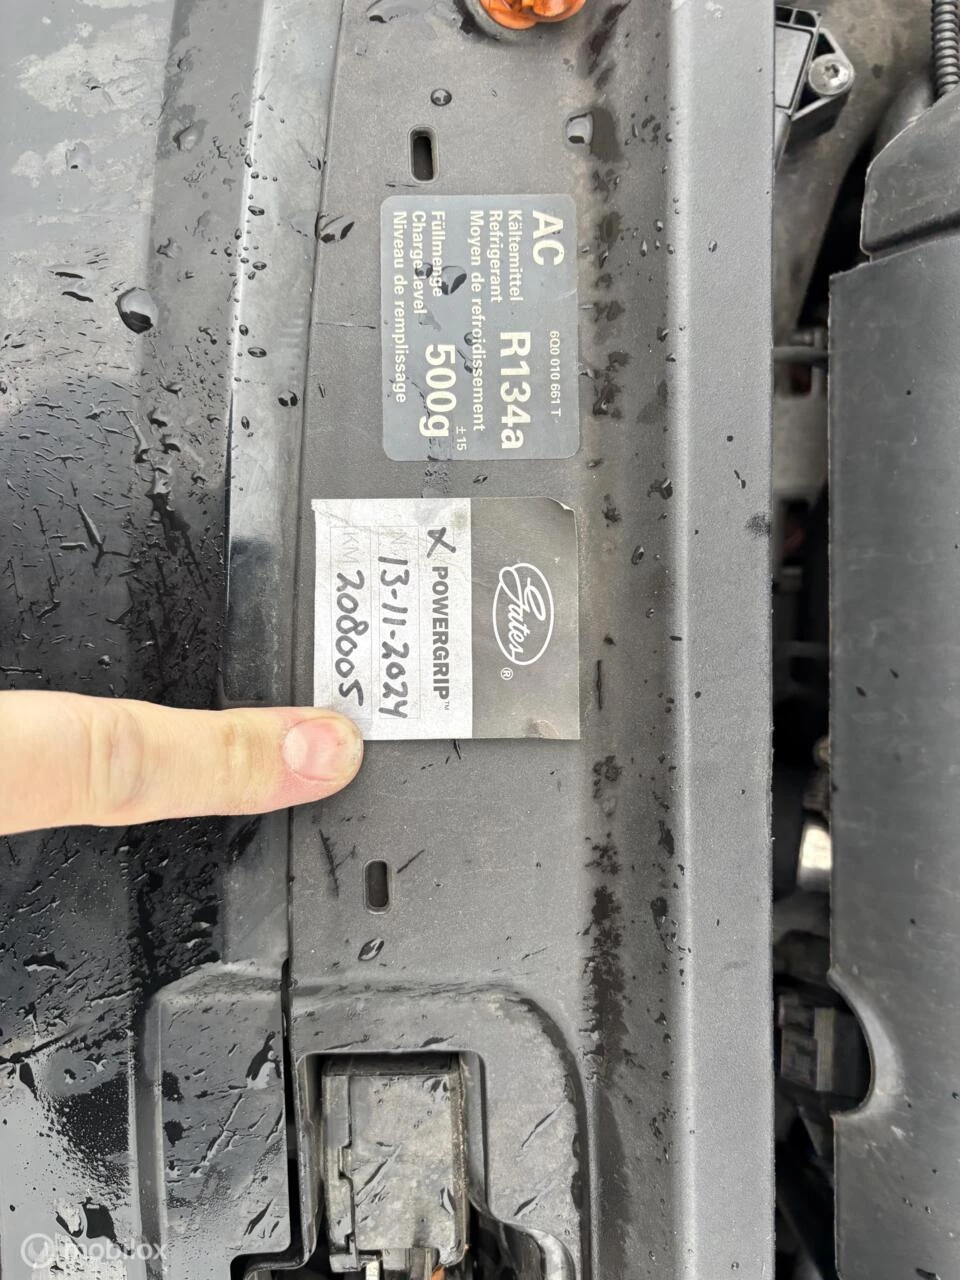 AC
6Q0 010 661 T
Kältemittel
Refrigerant
Moyen de refroidissement
R134a
Füllmenge
Charge level
Niveau de remplissage
500g
± 15
Gates®
X POWERGRIP™
13-11-2024
KM 208005
mobilox